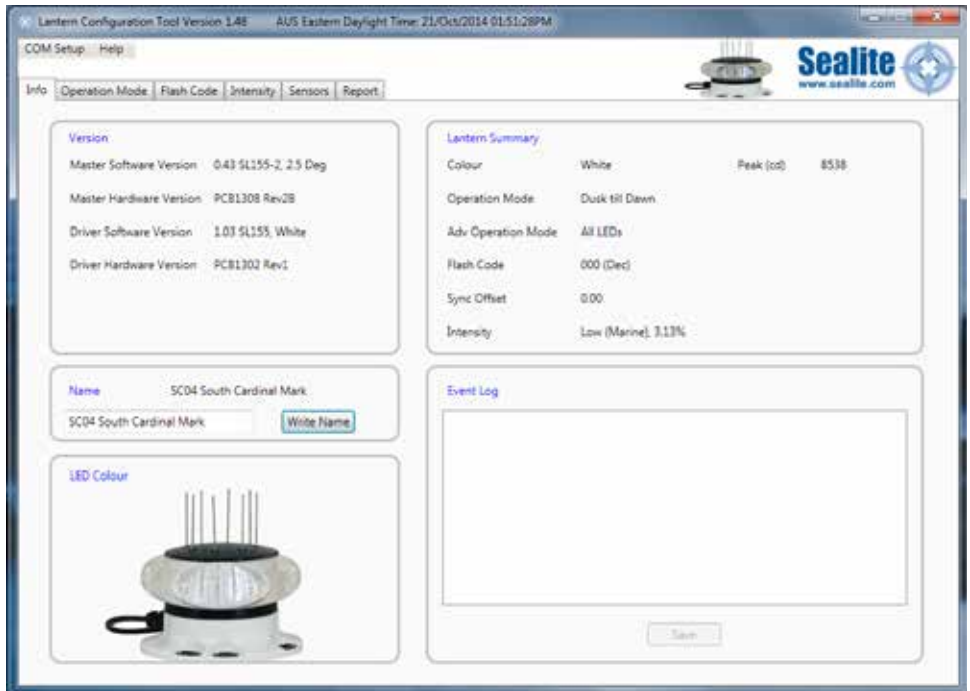 Lantern Configuration Tool Version 1.48 AUS Eastern Daylight Time: 21/Oct/2014 01:51:28PM
COM Setup Help
Sealite
www.sealite.com
Info Operation Mode Flash Code Intensity Sensors Report
Version
Master Software Version 0.43 SL155-2, 2.5 Deg
Master Hardware Version PCB1308 Rev2B
Driver Software Version 1.03 SL155, White
Driver Hardware Version PCB1302 Rev1
Lantern Summary
Colour White Peak (cd) 8538
Operation Mode Dusk till Dawn
Adv Operation Mode All LEDs
Flash Code 000 (Dec)
Sync Offset 0.00
Intensity Low (Marine), 3.13%
Name SC04 South Cardinal Mark
SC04 South Cardinal Mark Write Name
LED Colour
Event Log
Save